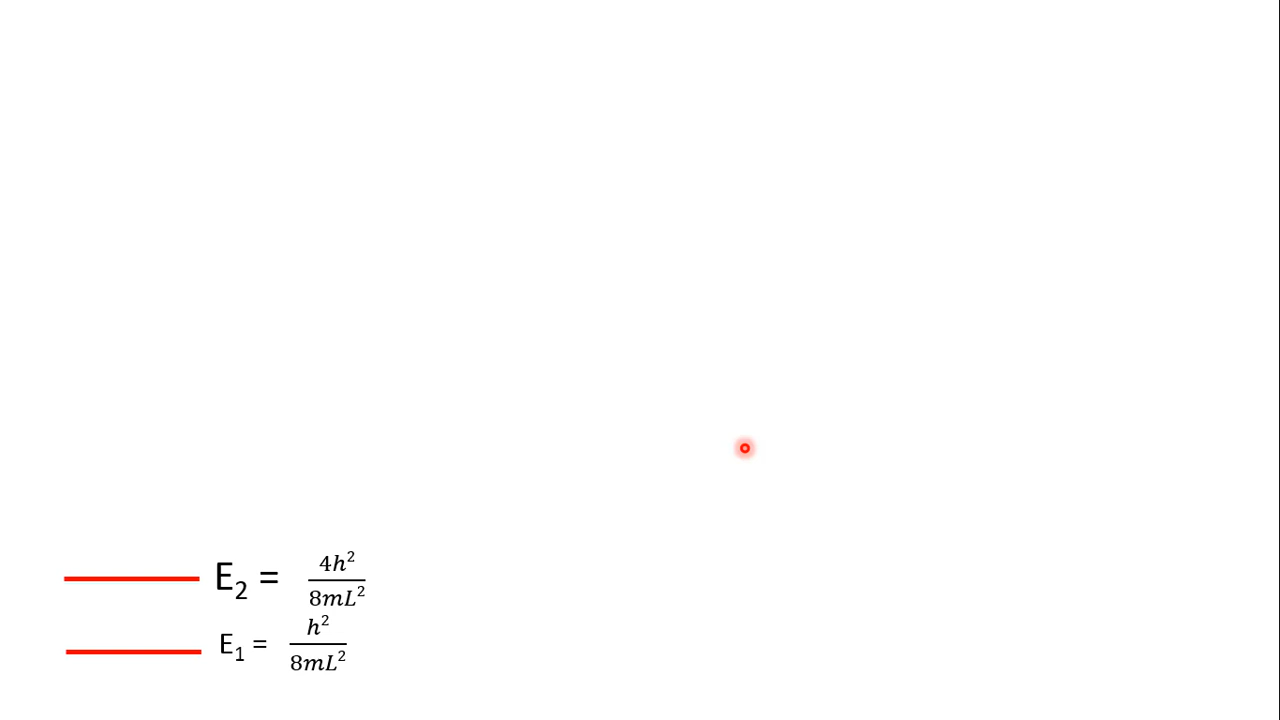 E₂ = 4h²/8mL²
E₁ = h²/8mL²